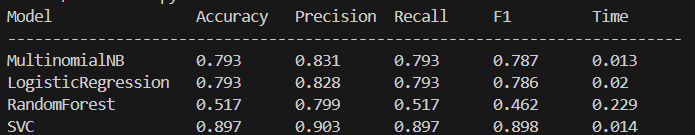 Model Accuracy Precision Recall F1 Time
--------------------------------------------------------------------------
MultinomialNB 0.793 0.831 0.793 0.787 0.013
LogisticRegression 0.793 0.828 0.793 0.786 0.02
RandomForest 0.517 0.799 0.517 0.462 0.229
SVC 0.897 0.903 0.897 0.898 0.014